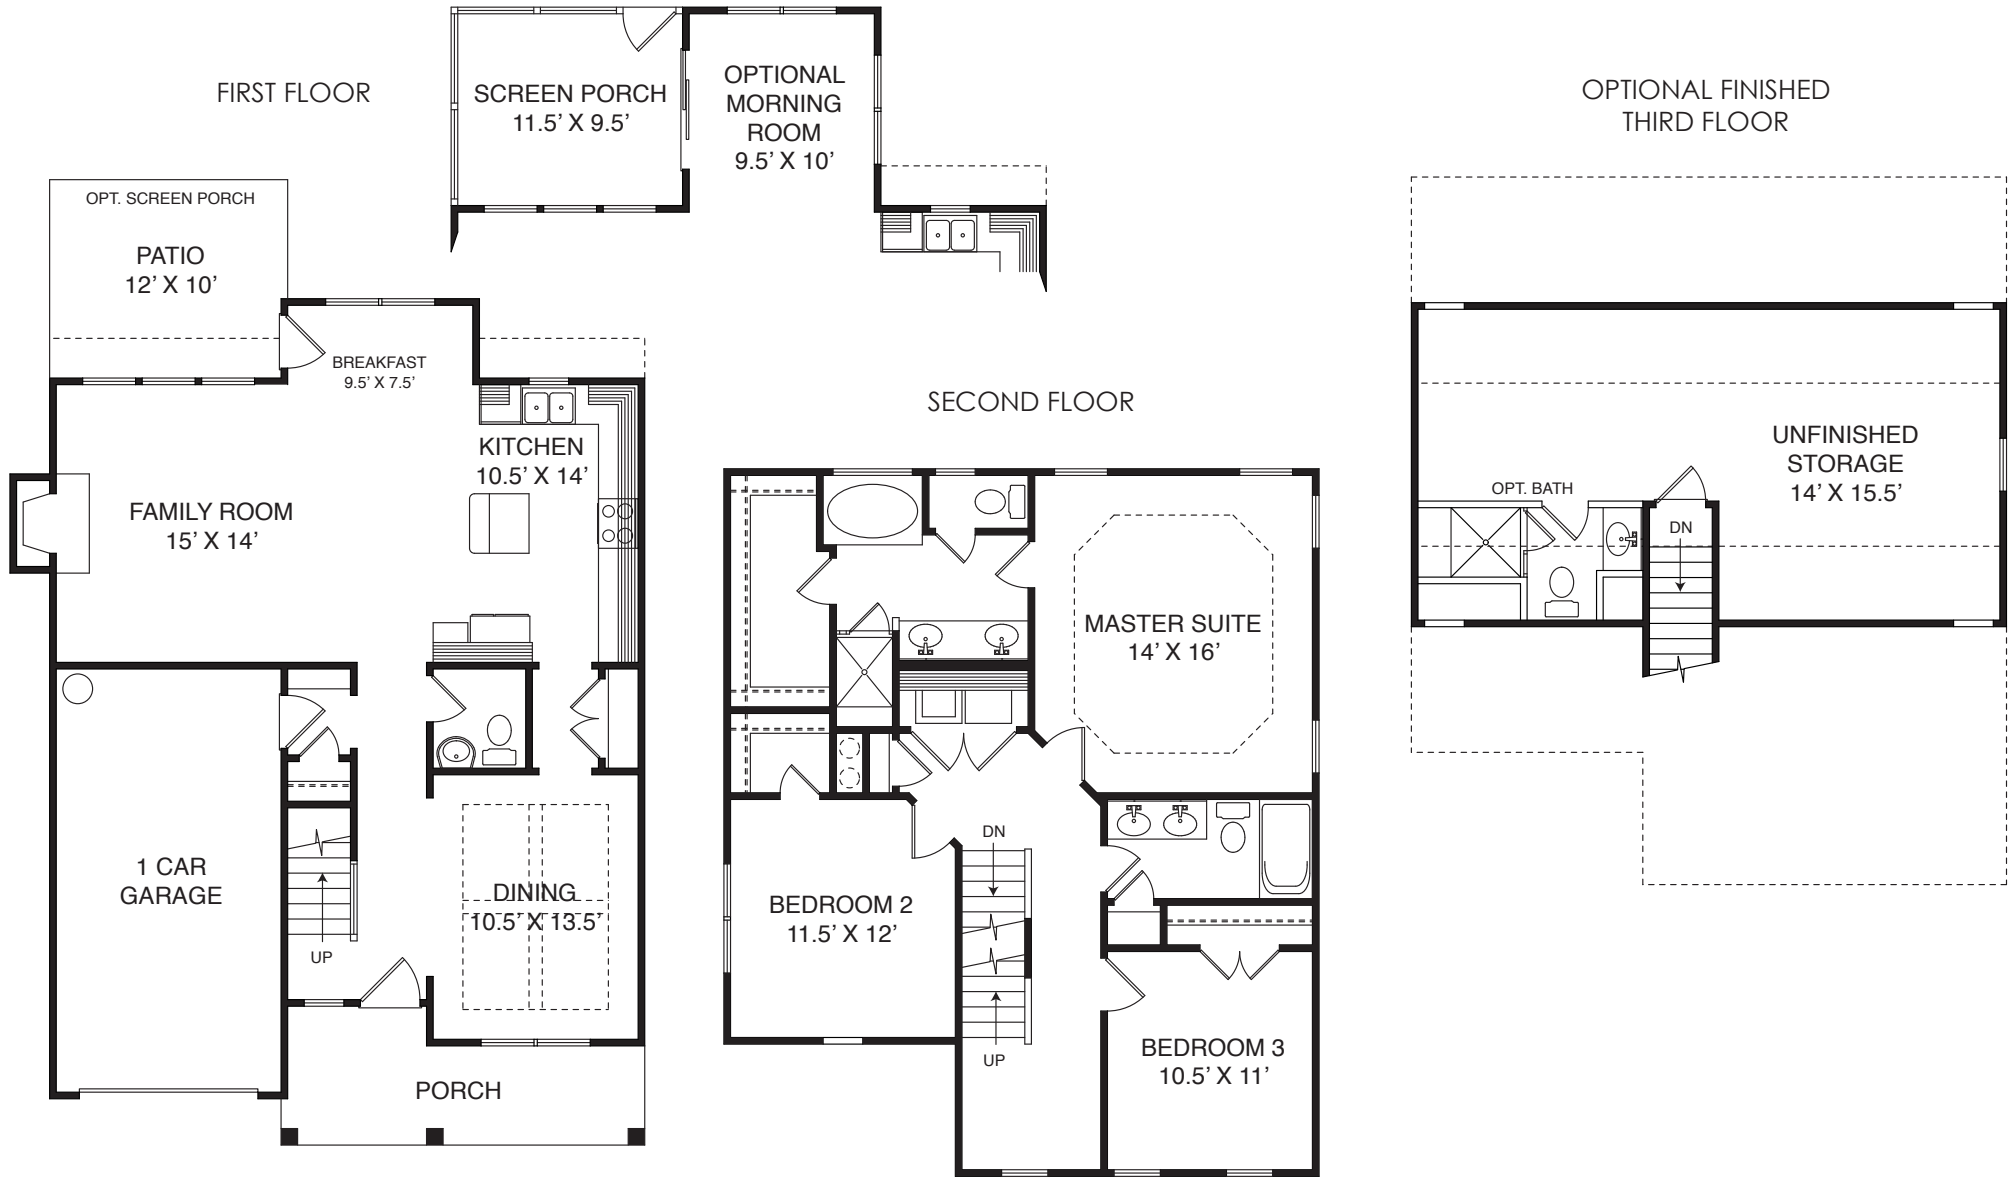 FIRST FLOOR
SCREEN PORCH
11.5’ X 9.5’
OPTIONAL
MORNING
ROOM
9.5’ X 10’
OPT. SCREEN PORCH
PATIO
12’ X 10’
BREAKFAST
9.5’ X 7.5’
KITCHEN
10.5’ X 14’
FAMILY ROOM
15’ X 14’
1 CAR
GARAGE
UP
DINING
10.5’ X 13.5’
PORCH
SECOND FLOOR
MASTER SUITE
14’ X 16’
DN
BEDROOM 2
11.5’ X 12’
UP
BEDROOM 3
10.5’ X 11’
OPTIONAL FINISHED
THIRD FLOOR
UNFINISHED
STORAGE
14’ X 15.5’
OPT. BATH
DN